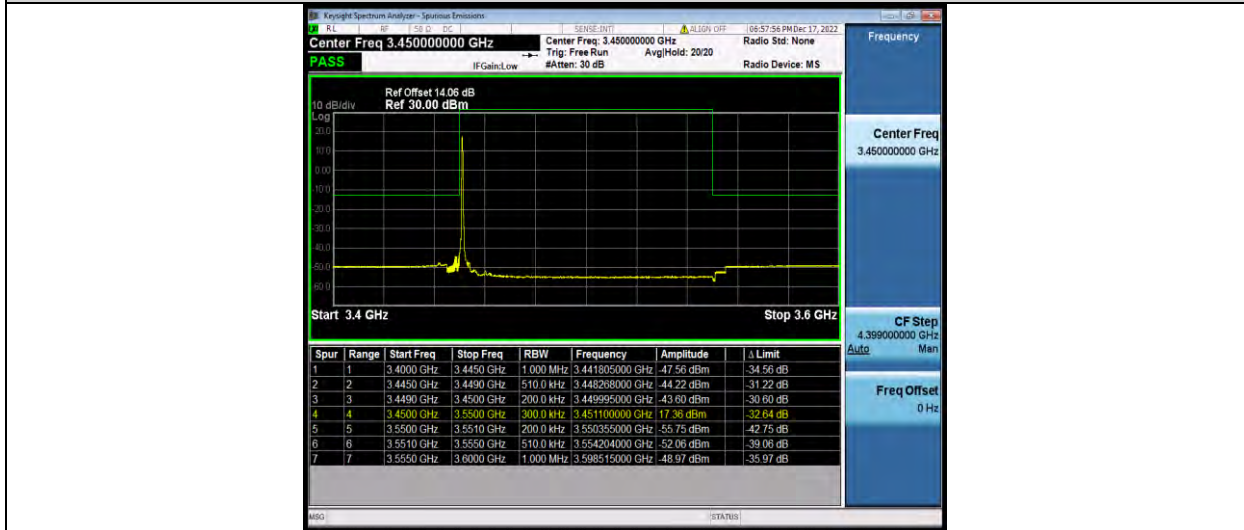 Keysight Spectrum Analyzer - Spurious Emissions
RL RF 50 Ω DC SENSE:INT ALIGN OFF 06:57:56 PM Dec 17, 2022
Center Freq 3.450000000 GHz Center Freq: 3.450000000 GHz Radio Std: None
Trig: Free Run Avg|Hold: 20/20
PASS IFGain:Low #Atten: 30 dB Radio Device: MS
Ref Offset 14.06 dB
10 dB/div Ref 30.00 dBm
Log
20.0
10.0
0.00
-10.0
-20.0
-30.0
-40.0
-50.0
-60.0
Start 3.4 GHz Stop 3.6 GHz
Spur Range Start Freq Stop Freq RBW Frequency Amplitude Δ Limit
1 1 3.4000 GHz 3.4450 GHz 1.000 MHz 3.441805000 GHz -47.56 dBm -34.56 dB
2 2 3.4450 GHz 3.4490 GHz 510.0 kHz 3.448268000 GHz -44.22 dBm -31.22 dB
3 3 3.4490 GHz 3.4500 GHz 200.0 kHz 3.449995000 GHz -43.60 dBm -30.60 dB
4 4 3.4500 GHz 3.5500 GHz 300.0 kHz 3.451100000 GHz 17.36 dBm -32.64 dB
5 5 3.5500 GHz 3.5510 GHz 200.0 kHz 3.550355000 GHz -55.75 dBm -42.75 dB
6 6 3.5510 GHz 3.5550 GHz 510.0 kHz 3.554204000 GHz -52.06 dBm -39.06 dB
7 7 3.5550 GHz 3.6000 GHz 1.000 MHz 3.598515000 GHz -48.97 dBm -35.97 dB
MSG STATUS
Frequency
Center Freq
3.450000000 GHz
CF Step
4.399000000 GHz
Auto Man
Freq Offset
0 Hz